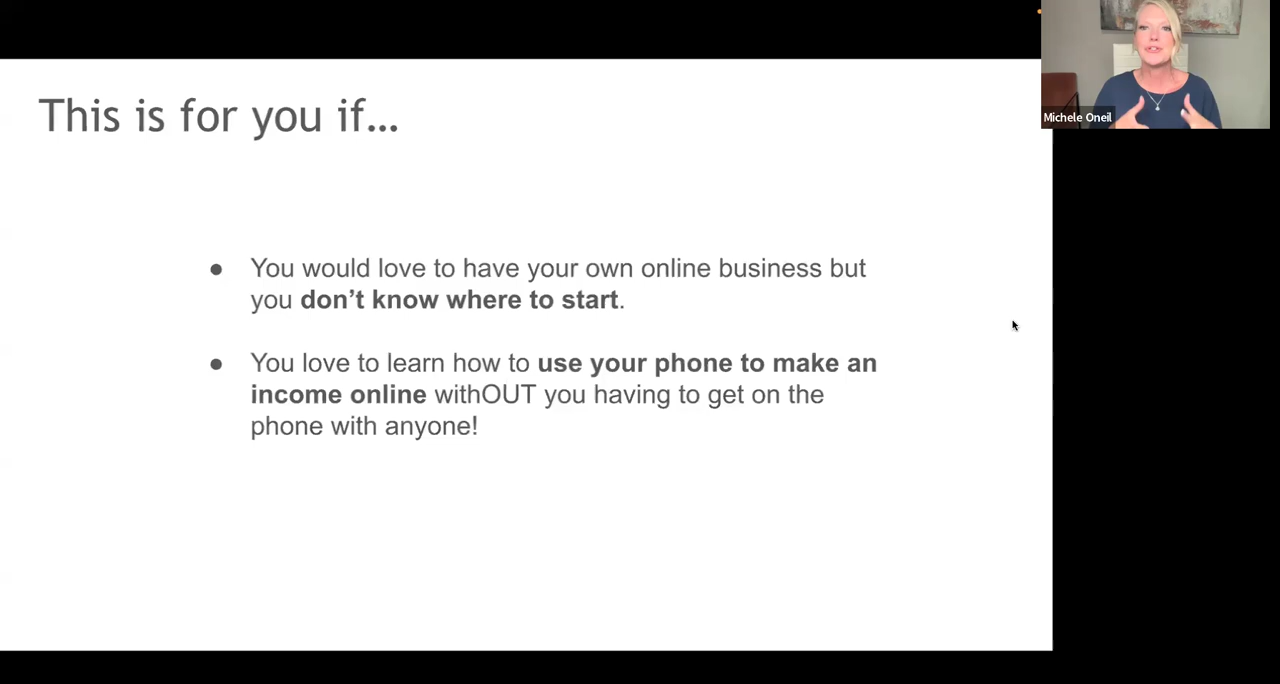 This is for you if...
● You would love to have your own online business but
you don’t know where to start.
● You love to learn how to use your phone to make an
income online withOUT you having to get on the
phone with anyone!
Michele Oneil